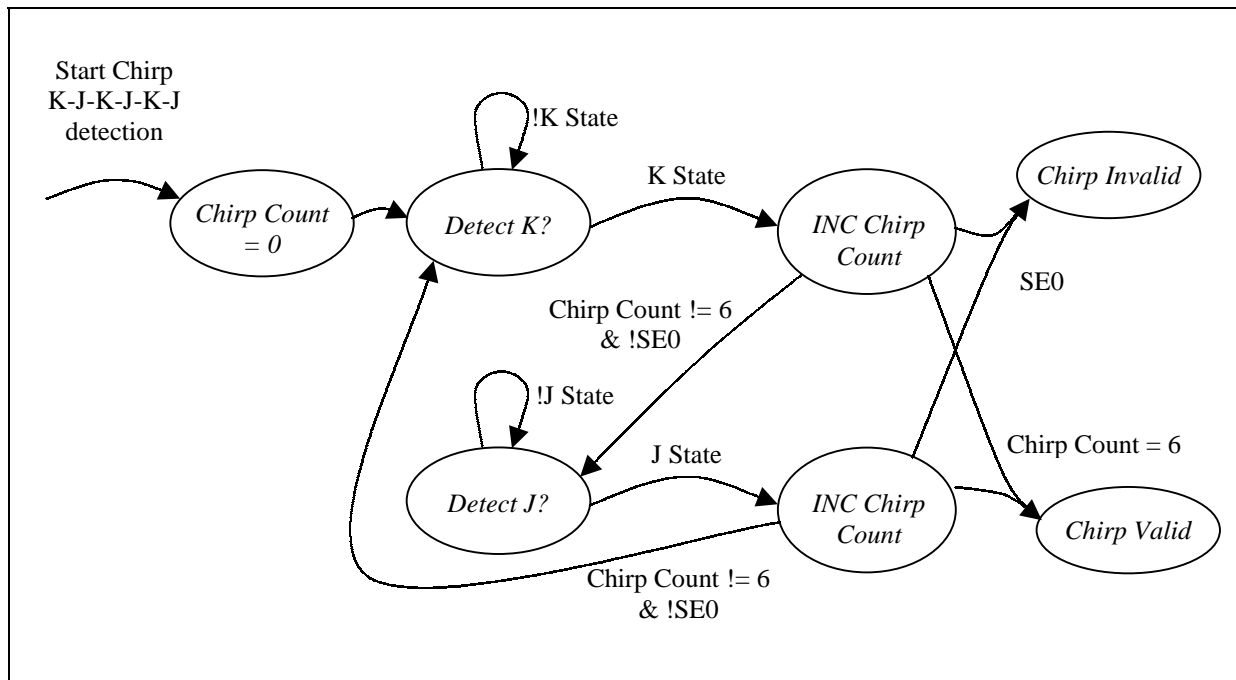 Start Chirp
K-J-K-J-K-J
detection
!K State
K State
Chirp Invalid
Chirp Count
= 0
Detect K?
INC Chirp
Count
SE0
Chirp Count != 6
& !SE0
!J State
J State
Chirp Count = 6
Detect J?
INC Chirp
Count
Chirp Valid
Chirp Count != 6
& !SE0